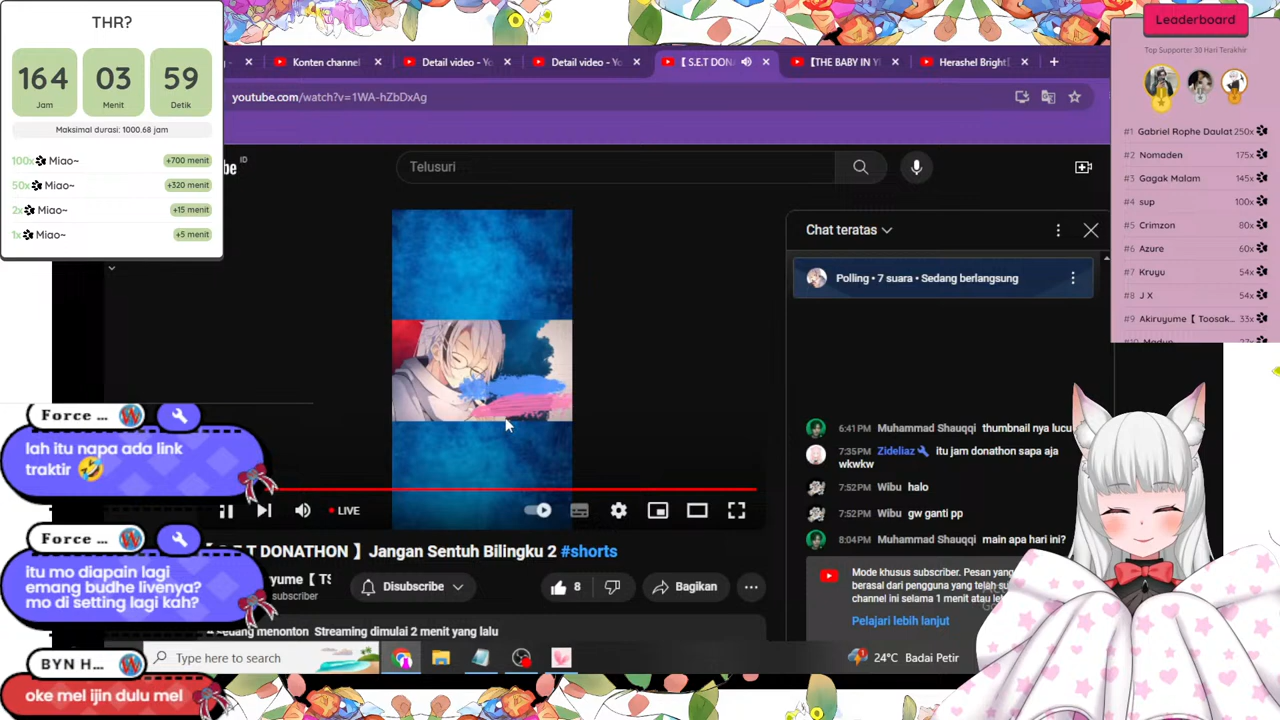 THR?
164 03 59
Jam Menit Detik
Maksimal durasi: 1000.68 jam
100x Miao~ +700 menit
50x Miao~ +320 menit
2x Miao~ +15 menit
1x Miao~ +5 menit
Konten channel
Detail video - Yo
Detail video - Yo
【 S.E.T DON
[THE BABY IN Y
Herashel Bright
youtube.com/watch?v=1WA-hZbDxAg
be ID
Telusuri
Leaderboard
Top Supporter 30 Hari Terakhir
#1 Gabriel Rophe Daulat 250x
#2 Nomaden 175x
#3 Gagak Malam 145x
#4 sup 100x
#5 Crimzon 80x
#6 Azure 60x
#7 Kruyu 54x
#8 J X 54x
#9 Akiruyume【 Toosak... 33x
Chat teratas
Polling • 7 suara • Sedang berlangsung
6:41PM Muhammad Shauqqi thumbnail nya lucu
7:35PM Zideliaz itu jam donathon sapa aja
wkwkw
7:52PM Wibu halo
7:52PM Wibu gw ganti pp
8:04PM Muhammad Shauqqi main apa hari ini?
Mode khusus subscriber. Pesan yang
berasal dari pengguna yang telah su
channel ini selama 1 menit atau le
Pelajari lebih lanjut
LIVE
S.E.T DONATHON 】Jangan Sentuh Bilingku 2 #shorts
yume【 TS
subscriber
Disubscribe
8
Bagikan
edang menonton Streaming dimulai 2 menit yang lalu
Force ...
lah itu napa ada link
traktir 🤣
Force ...
itu mo diapain lagi
emang budhe livenya?
mo di setting lagi kah?
BYN H...
oke mel ijin dulu mel
Type here to search
24°C Badai Petir